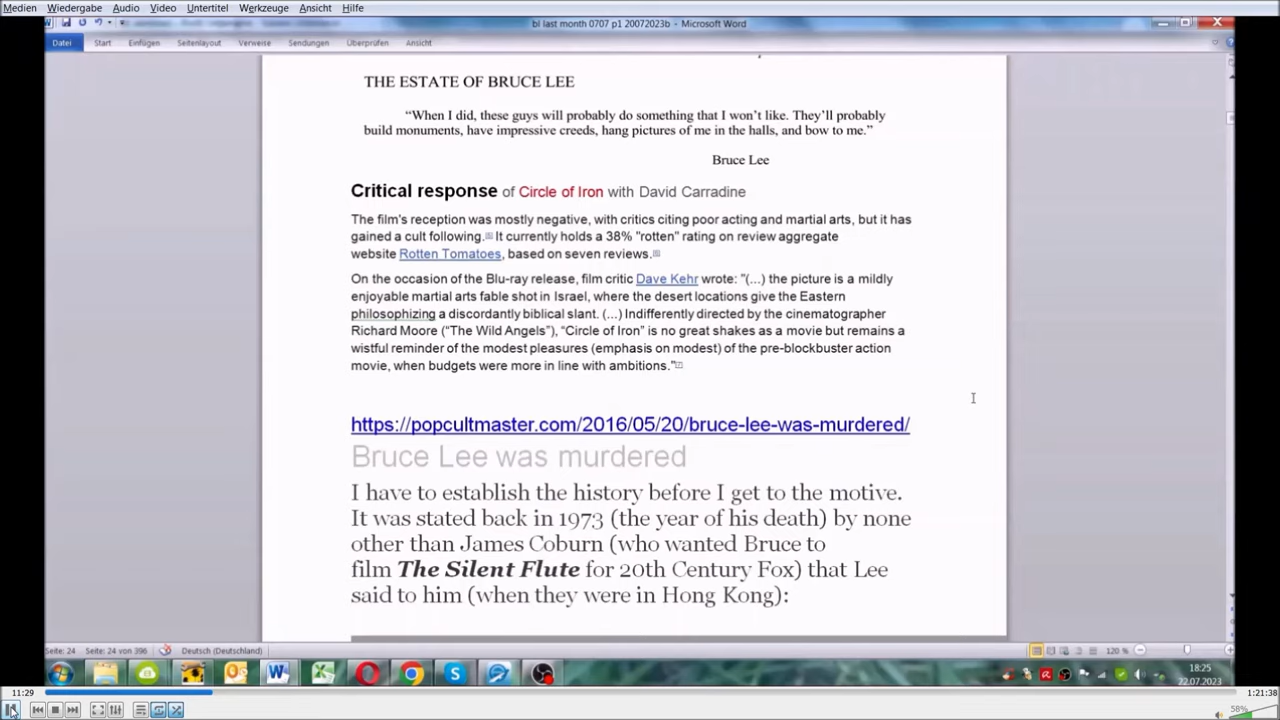 Medien Wiedergabe Audio Video Untertitel Werkzeuge Ansicht Hilfe
bl last month 0707 p1 20072023b - Microsoft Word
Datei Start Einfügen Seitenlayout Verweise Sendungen Überprüfen Ansicht
THE ESTATE OF BRUCE LEE
“When I did, these guys will probably do something that I won’t like. They’ll probably
build monuments, have impressive creeds, hang pictures of me in the halls, and bow to me.”
Bruce Lee
Critical response of Circle of Iron with David Carradine
The film's reception was mostly negative, with critics citing poor acting and martial arts, but it has
gained a cult following. It currently holds a 38% "rotten" rating on review aggregate
website Rotten Tomatoes, based on seven reviews.
On the occasion of the Blu-ray release, film critic Dave Kehr wrote: "(...) the picture is a mildly
enjoyable martial arts fable shot in Israel, where the desert locations give the Eastern
philosophizing a discordantly biblical slant. (...) Indifferently directed by the cinematographer
Richard Moore (“The Wild Angels”), “Circle of Iron” is no great shakes as a movie but remains a
wistful reminder of the modest pleasures (emphasis on modest) of the pre-blockbuster action
movie, when budgets were more in line with ambitions."
https://popcultmaster.com/2016/05/20/bruce-lee-was-murdered/
Bruce Lee was murdered
I have to establish the history before I get to the motive.
It was stated back in 1973 (the year of his death) by none
other than James Coburn (who wanted Bruce to
film The Silent Flute for 20th Century Fox) that Lee
said to him (when they were in Hong Kong):
Seite: 24 Seite: 24 von 396 Deutsch (Deutschland) 120 %
18:25
22.07.2023
11:29 1:21:38
58%